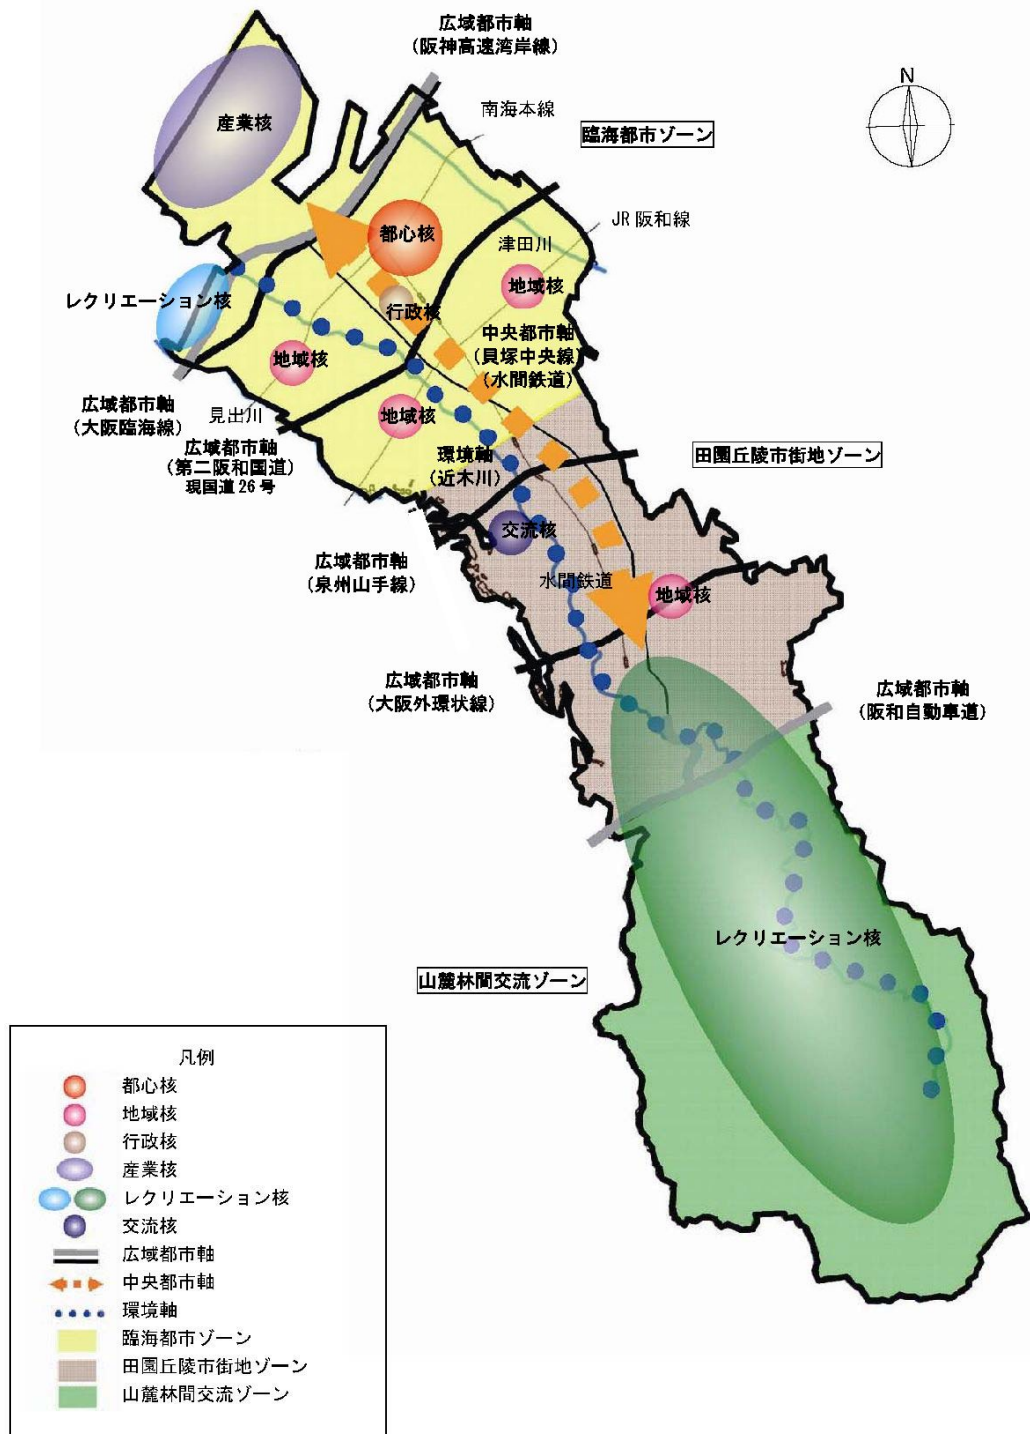 広域都市軸
(阪神高速湾岸線)
N
南海本線
産業核
臨海都市ゾーン
JR 阪和線
都心核
津田川
レクリエーション核
地域核
行政核
中央都市軸
(貝塚中央線)
(水間鉄道)
地域核
広域都市軸
(大阪臨海線)
見出川
地域核
広域都市軸
(第二阪和国道)
現国道 26 号
環境軸
(近木川)
田園丘陵市街地ゾーン
交流核
広域都市軸
(泉州山手線)
水間鉄道
地域核
広域都市軸
(大阪外環状線)
広域都市軸
(阪和自動車道)
レクリエーション核
山麓林間交流ゾーン
凡例
都心核
地域核
行政核
産業核
レクリエーション核
交流核
広域都市軸
中央都市軸
環境軸
臨海都市ゾーン
田園丘陵市街地ゾーン
山麓林間交流ゾーン